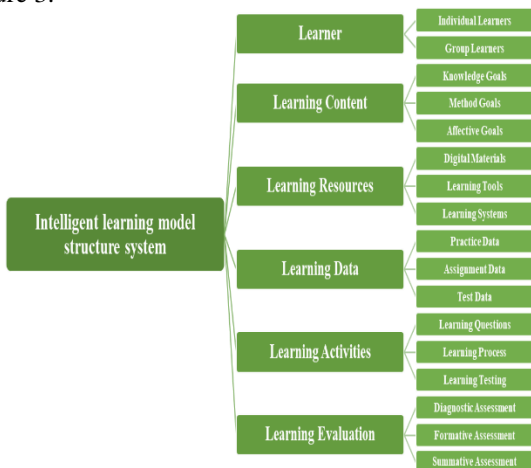 Learner
Individual Learners
Group Learners
Learning Content
Knowledge Goals
Method Goals
Affective Goals
Learning Resources
Digital Materials
Learning Tools
Learning Systems
Intelligent learning model
structure system
Learning Data
Practice Data
Assignment Data
Test Data
Learning Activities
Learning Questions
Learning Process
Learning Testing
Learning Evaluation
Diagnostic Assessment
Formative Assessment
Summative Assessment